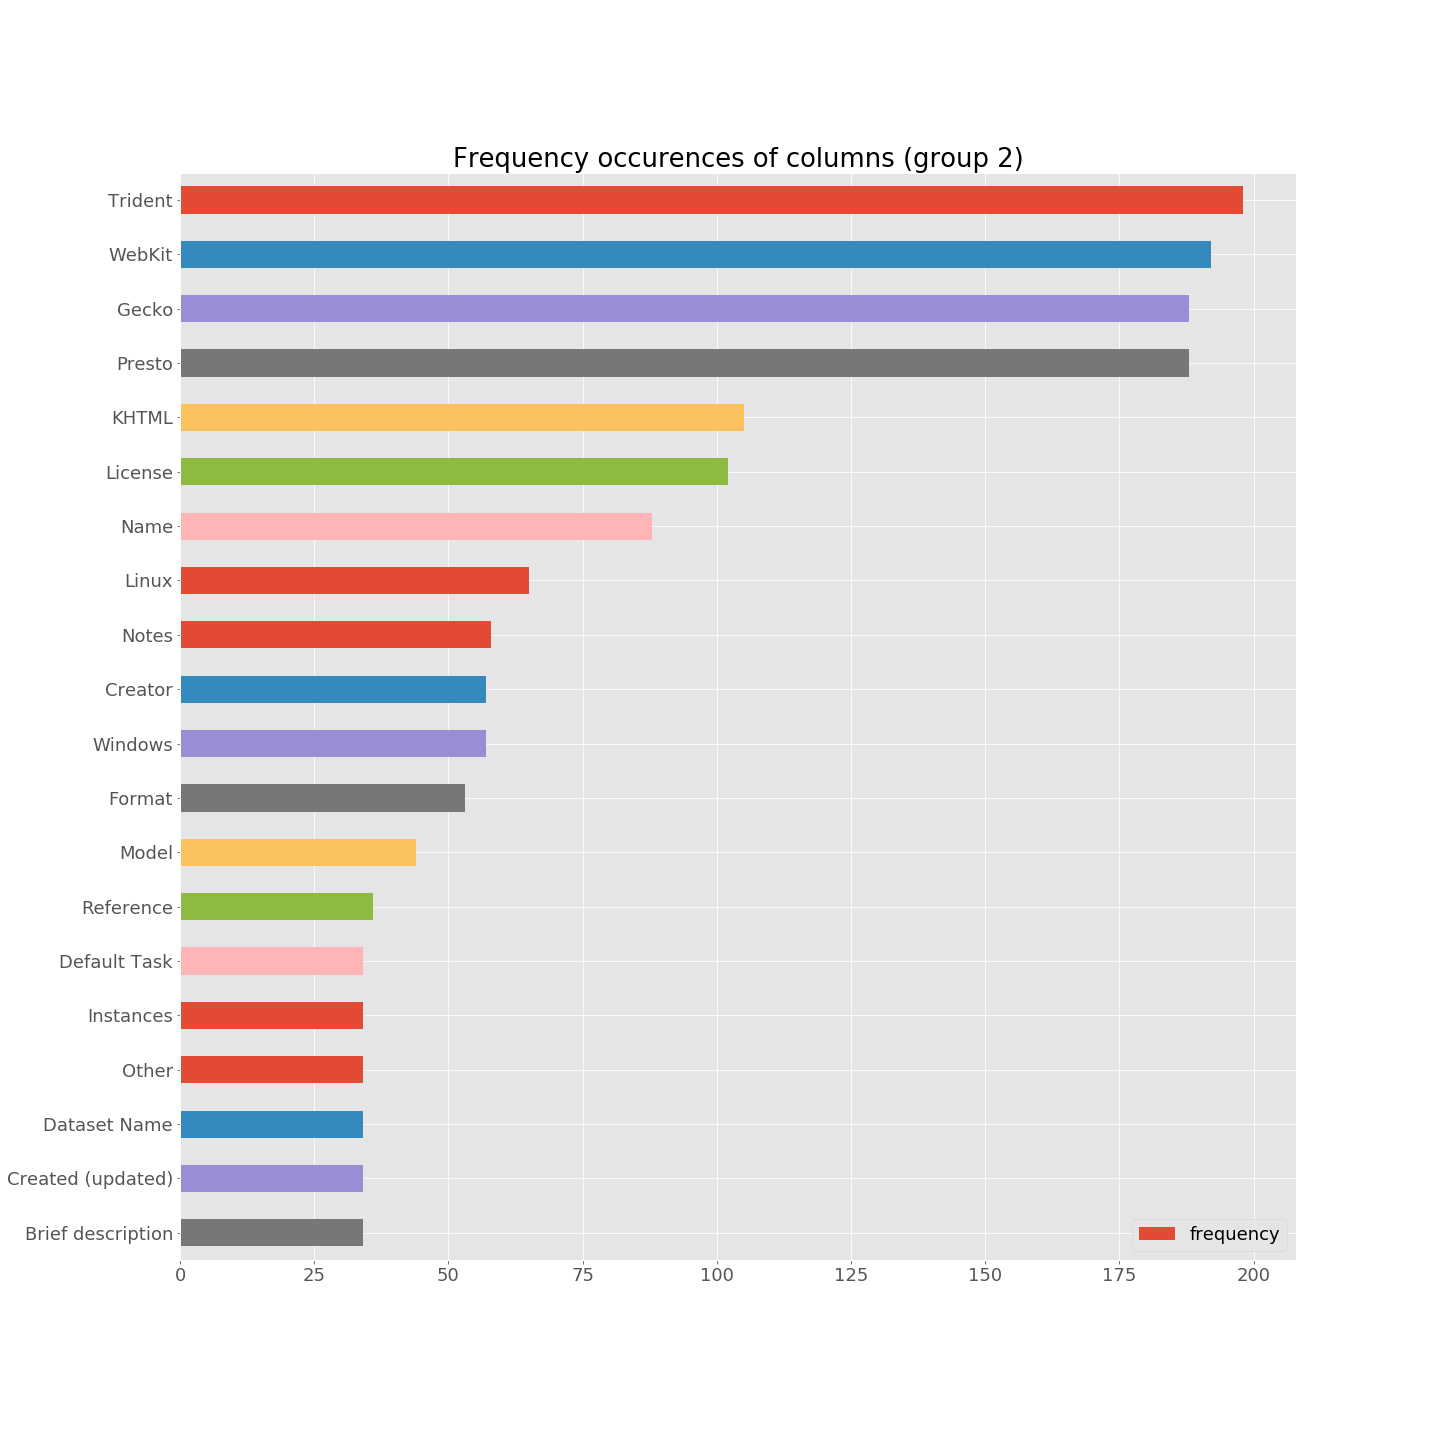 Frequency occurences of columns (group 2)
Trident
WebKit
Gecko
Presto
KHTML
License
Name
Linux
Notes
Creator
Windows
Format
Model
Reference
Default Task
Instances
Other
Dataset Name
Created (updated)
Brief description
frequency
0 25 50 75 100 125 150 175 200